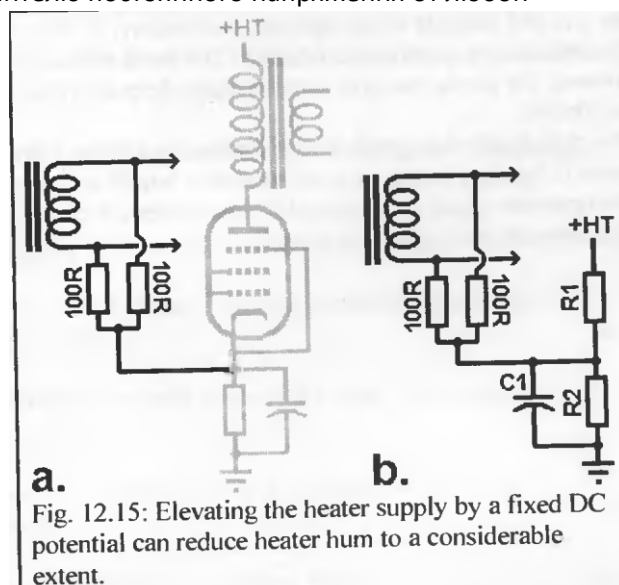 +HT
+HT
100R
100R
100R
100R
R1
C1
R2
a.
b.
Fig. 12.15: Elevating the heater supply by a fixed DC
potential can reduce heater hum to a considerable
extent.